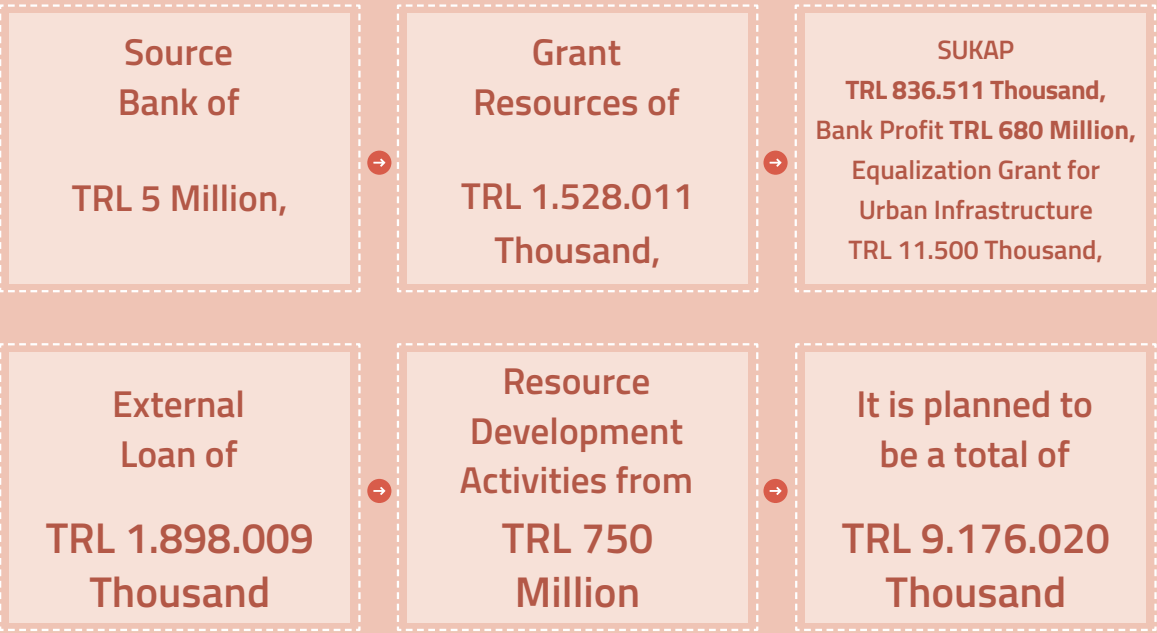 Source
Bank of
TRL 5 Million,
Grant
Resources of
TRL 1.528.011
Thousand,
SUKAP
TRL 836.511 Thousand,
Bank Profit TRL 680 Million,
Equalization Grant for
Urban Infrastructure
TRL 11.500 Thousand,
External
Loan of
TRL 1.898.009
Thousand
Resource
Development
Activities from
TRL 750
Million
It is planned to
be a total of
TRL 9.176.020
Thousand